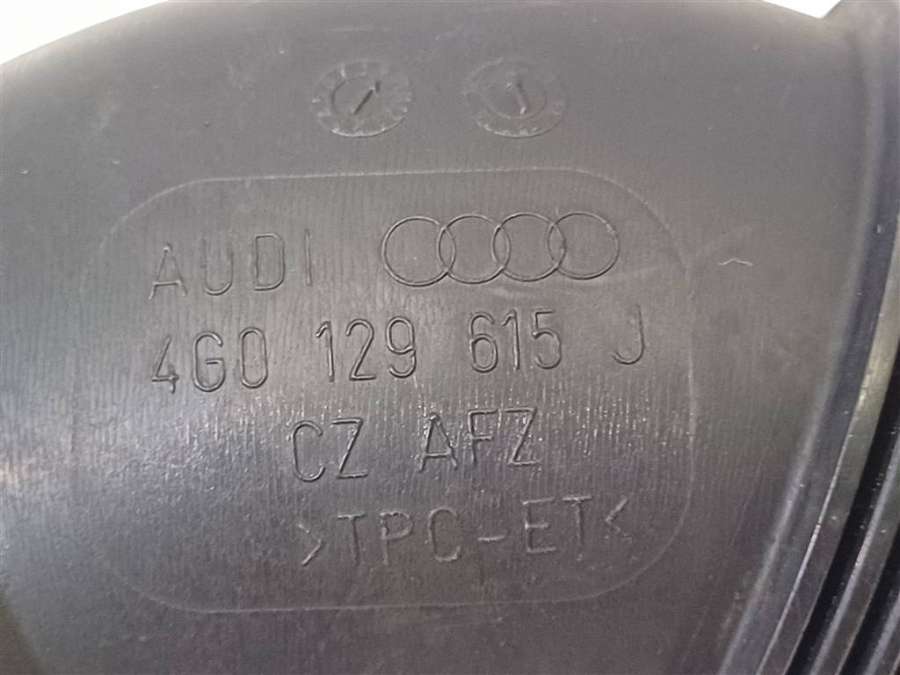 AUDI
4G0 129 615 J
CZ AFZ
>TPC-ET<